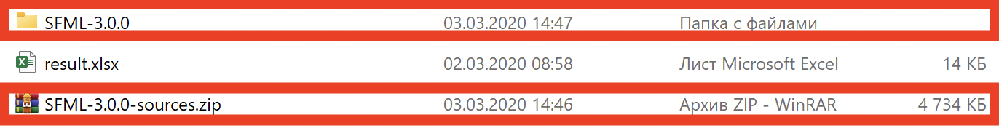 SFML-3.0.0 03.03.2020 14:47 Папка с файлами
result.xlsx 02.03.2020 08:58 Лист Microsoft Excel 14 КБ
SFML-3.0.0-sources.zip 03.03.2020 14:46 Архив ZIP - WinRAR 4 734 КБ